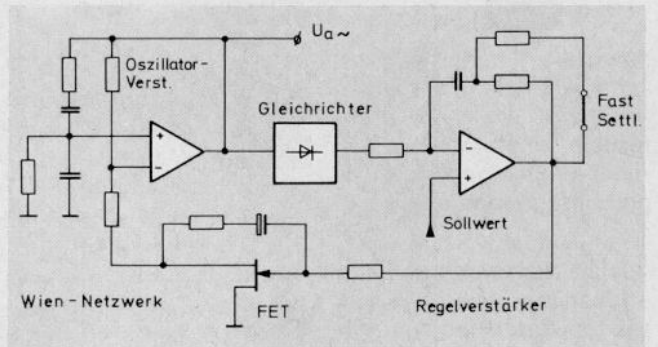 Ua~
Oszillator-
Verst.
Gleichrichter
Fast
Settl.
+
-
-
+
Sollwert
Wien-Netzwerk
FET
Regelverstärker